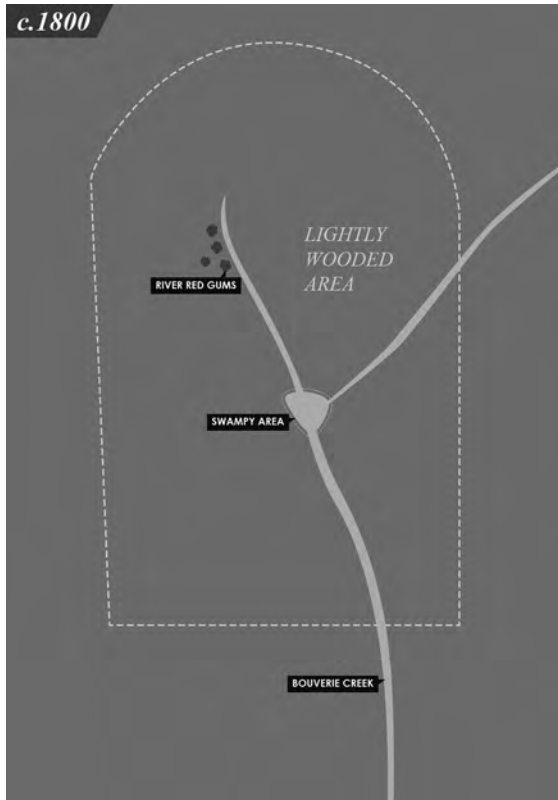 c.1800
LIGHTLY
WOODED
AREA
RIVER RED GUMS
SWAMPY AREA
BOUVERIE CREEK